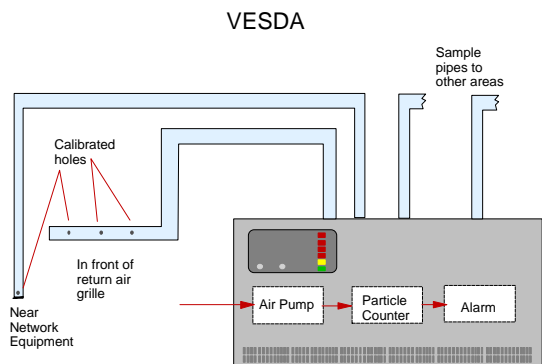 VESDA
Sample
pipes to
other areas
Calibrated
holes
In front of
return air
grille
Near
Network
Equipment
Air Pump
Particle
Counter
Alarm